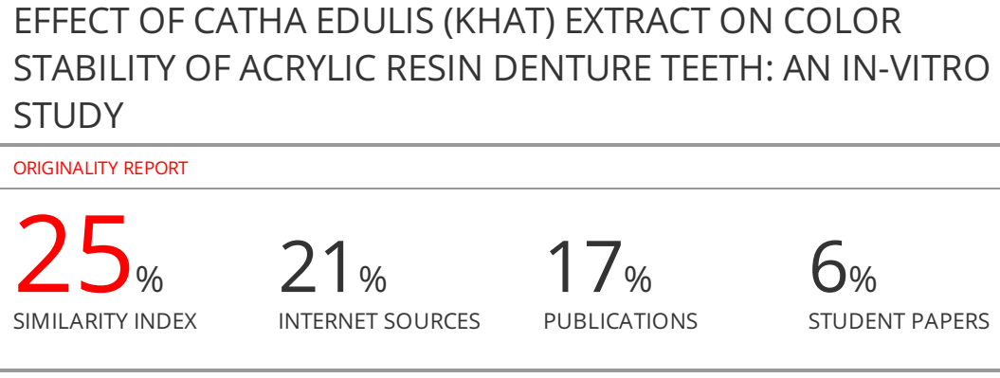 EFFECT OF CATHA EDULIS (KHAT) EXTRACT ON COLOR
STABILITY OF ACRYLIC RESIN DENTURE TEETH: AN IN-VITRO
STUDY
ORIGINALITY REPORT
25% 21% 17% 6%
SIMILARITY INDEX INTERNET SOURCES PUBLICATIONS STUDENT PAPERS